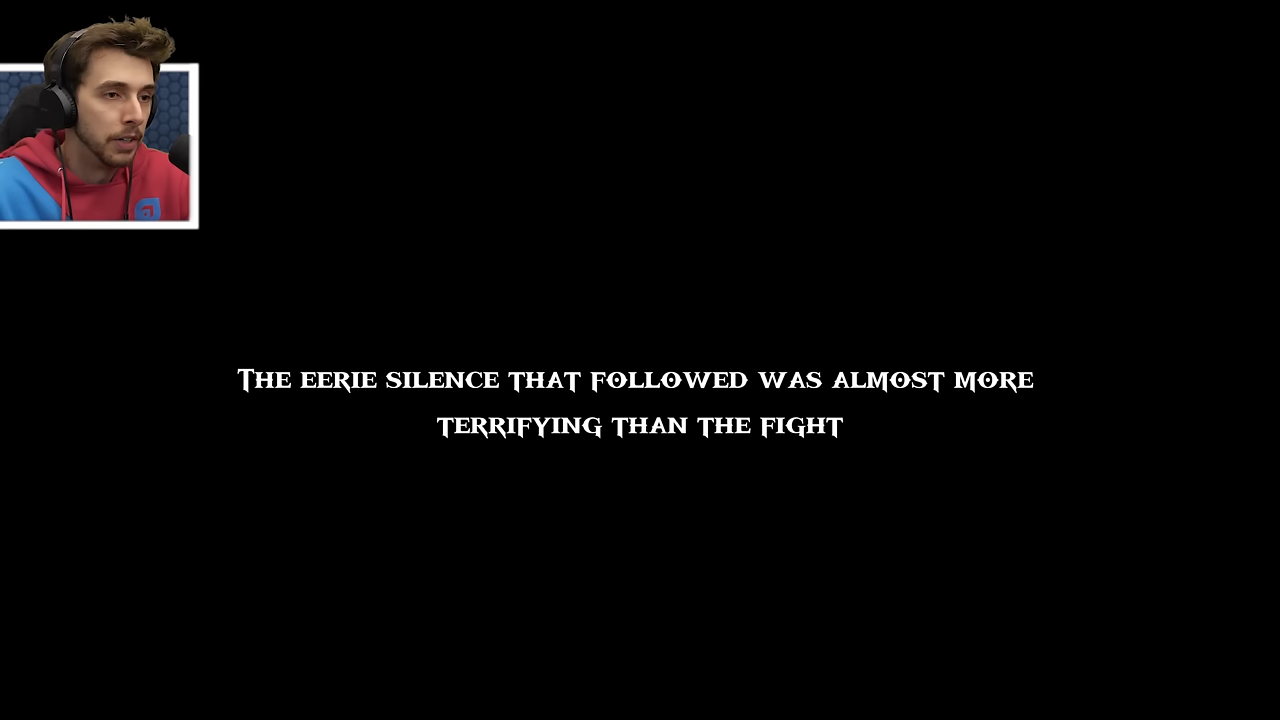 The eerie silence that followed was almost more
terrifying than the fight